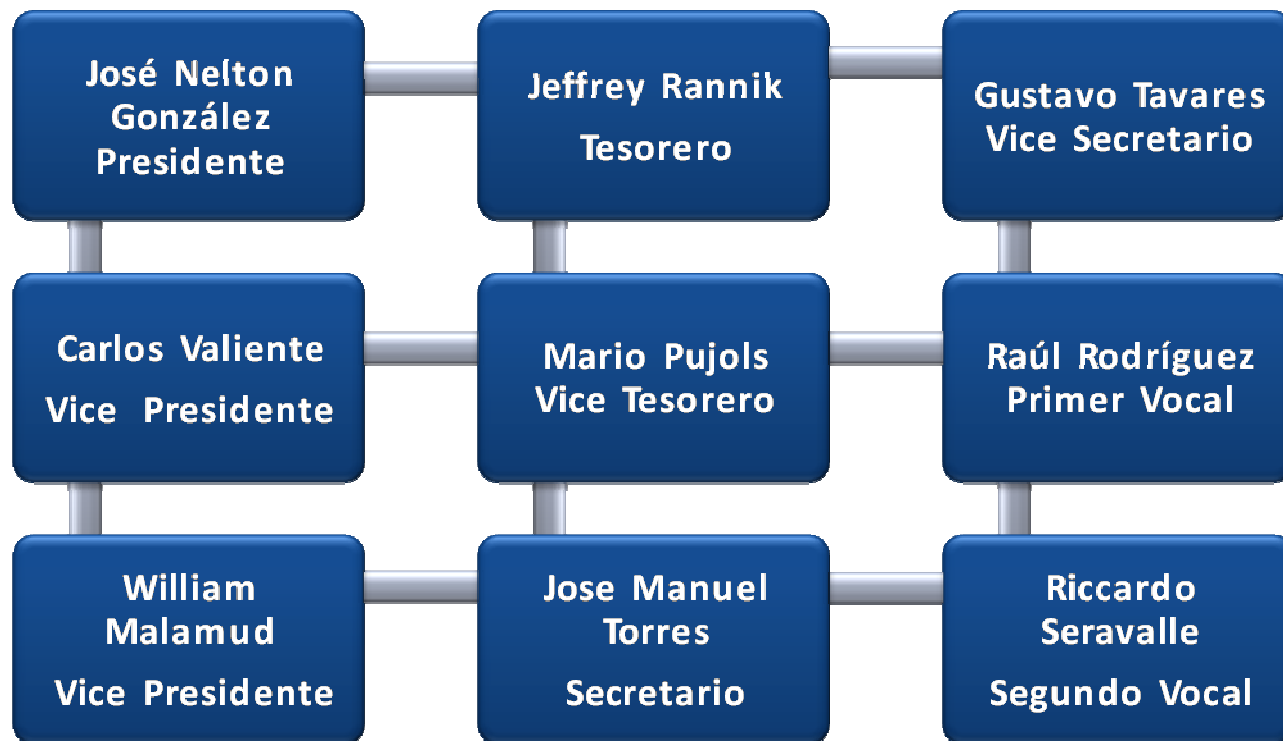 José Nelton
González
Presidente
Jeffrey Rannik
Tesorero
Gustavo Tavares
Vice Secretario
Carlos Valiente
Vice Presidente
Mario Pujols
Vice Tesorero
Raúl Rodríguez
Primer Vocal
William
Malamud
Vice Presidente
Jose Manuel
Torres
Secretario
Riccardo
Seravalle
Segundo Vocal